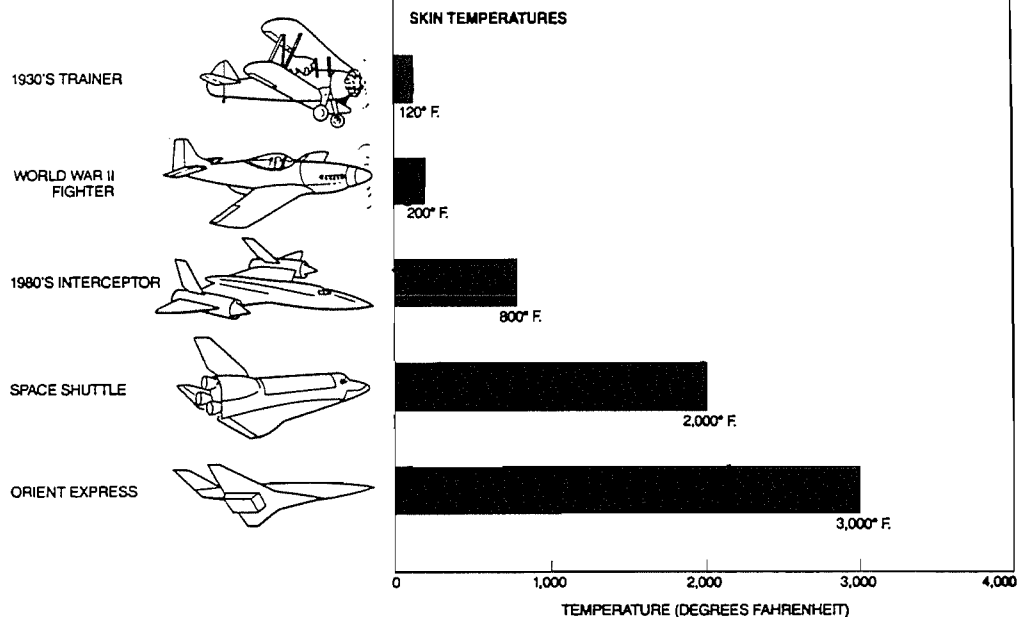 SKIN TEMPERATURES
1930'S TRAINER
120° F.
WORLD WAR II
FIGHTER
200° F.
1980'S INTERCEPTOR
800° F.
SPACE SHUTTLE
2,000° F.
ORIENT EXPRESS
3,000° F.
0 1,000 2,000 3,000 4,000
TEMPERATURE (DEGREES FAHRENHEIT)